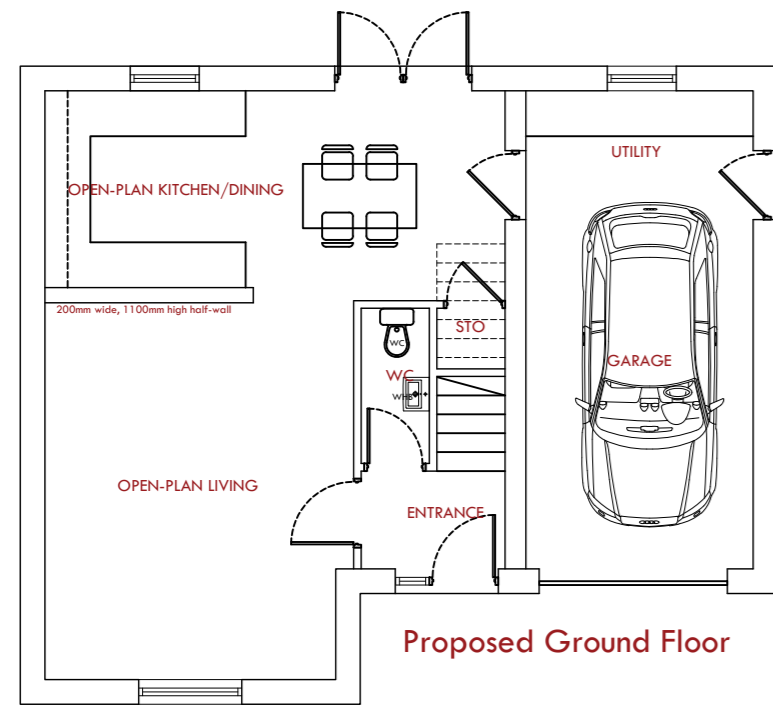 UTILITY
OPEN-PLAN KITCHEN/DINING
200mm wide, 1100mm high half-wall
STO
WC
GARAGE
WC
WHB
OPEN-PLAN LIVING
ENTRANCE
Proposed Ground Floor